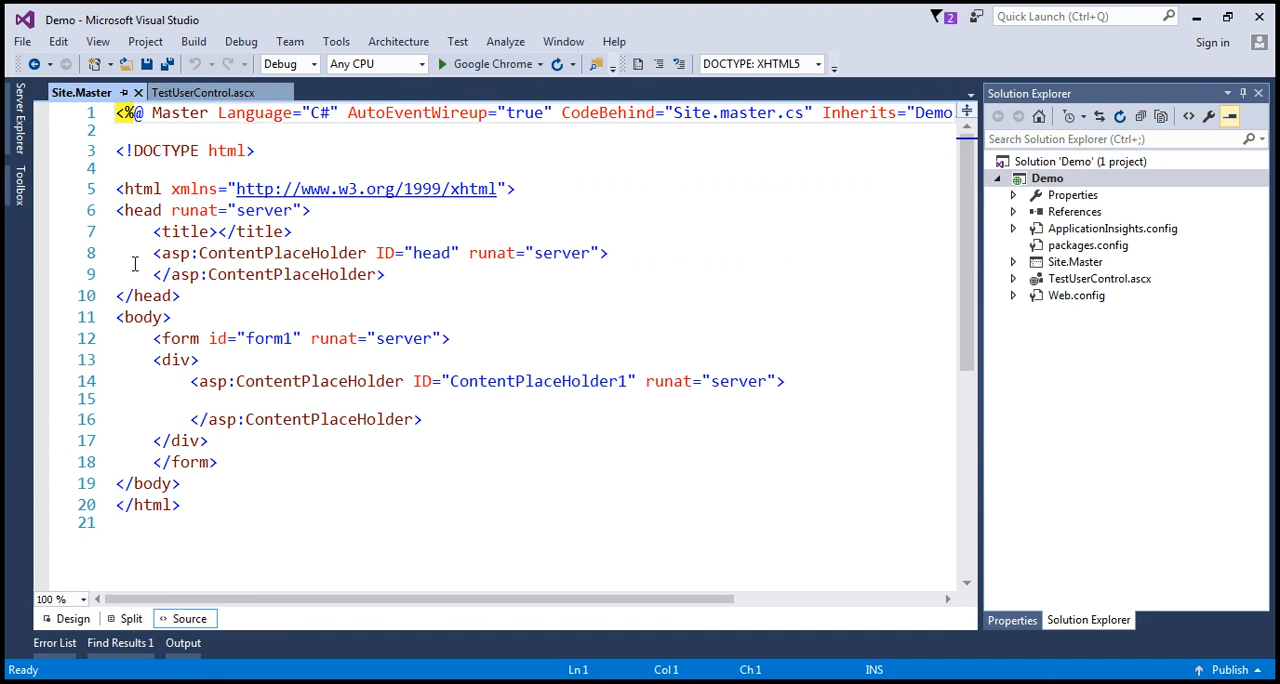 Demo - Microsoft Visual Studio
2
Quick Launch (Ctrl+Q)
File Edit View Project Build Debug Team Tools Architecture Test Analyze Window Help
Sign in
Debug Any CPU Google Chrome DOCTYPE: XHTML5
Server Explorer
Toolbox
Site.Master TestUserControl.ascx
1 <%@ Master Language="C#" AutoEventWireup="true" CodeBehind="Site.master.cs" Inherits="Demo
2
3 <!DOCTYPE html>
4
5 <html xmlns="http://www.w3.org/1999/xhtml">
6 <head runat="server">
7 <title></title>
8 <asp:ContentPlaceHolder ID="head" runat="server">
9 </asp:ContentPlaceHolder>
10 </head>
11 <body>
12 <form id="form1" runat="server">
13 <div>
14 <asp:ContentPlaceHolder ID="ContentPlaceHolder1" runat="server">
15
16 </asp:ContentPlaceHolder>
17 </div>
18 </form>
19 </body>
20 </html>
21
100 %
Design Split Source
Solution Explorer
Search Solution Explorer (Ctrl+;)
Solution 'Demo' (1 project)
Demo
Properties
References
ApplicationInsights.config
packages.config
Site.Master
TestUserControl.ascx
Web.config
Properties Solution Explorer
Error List Find Results 1 Output
Ready Ln 1 Col 1 Ch 1 INS Publish